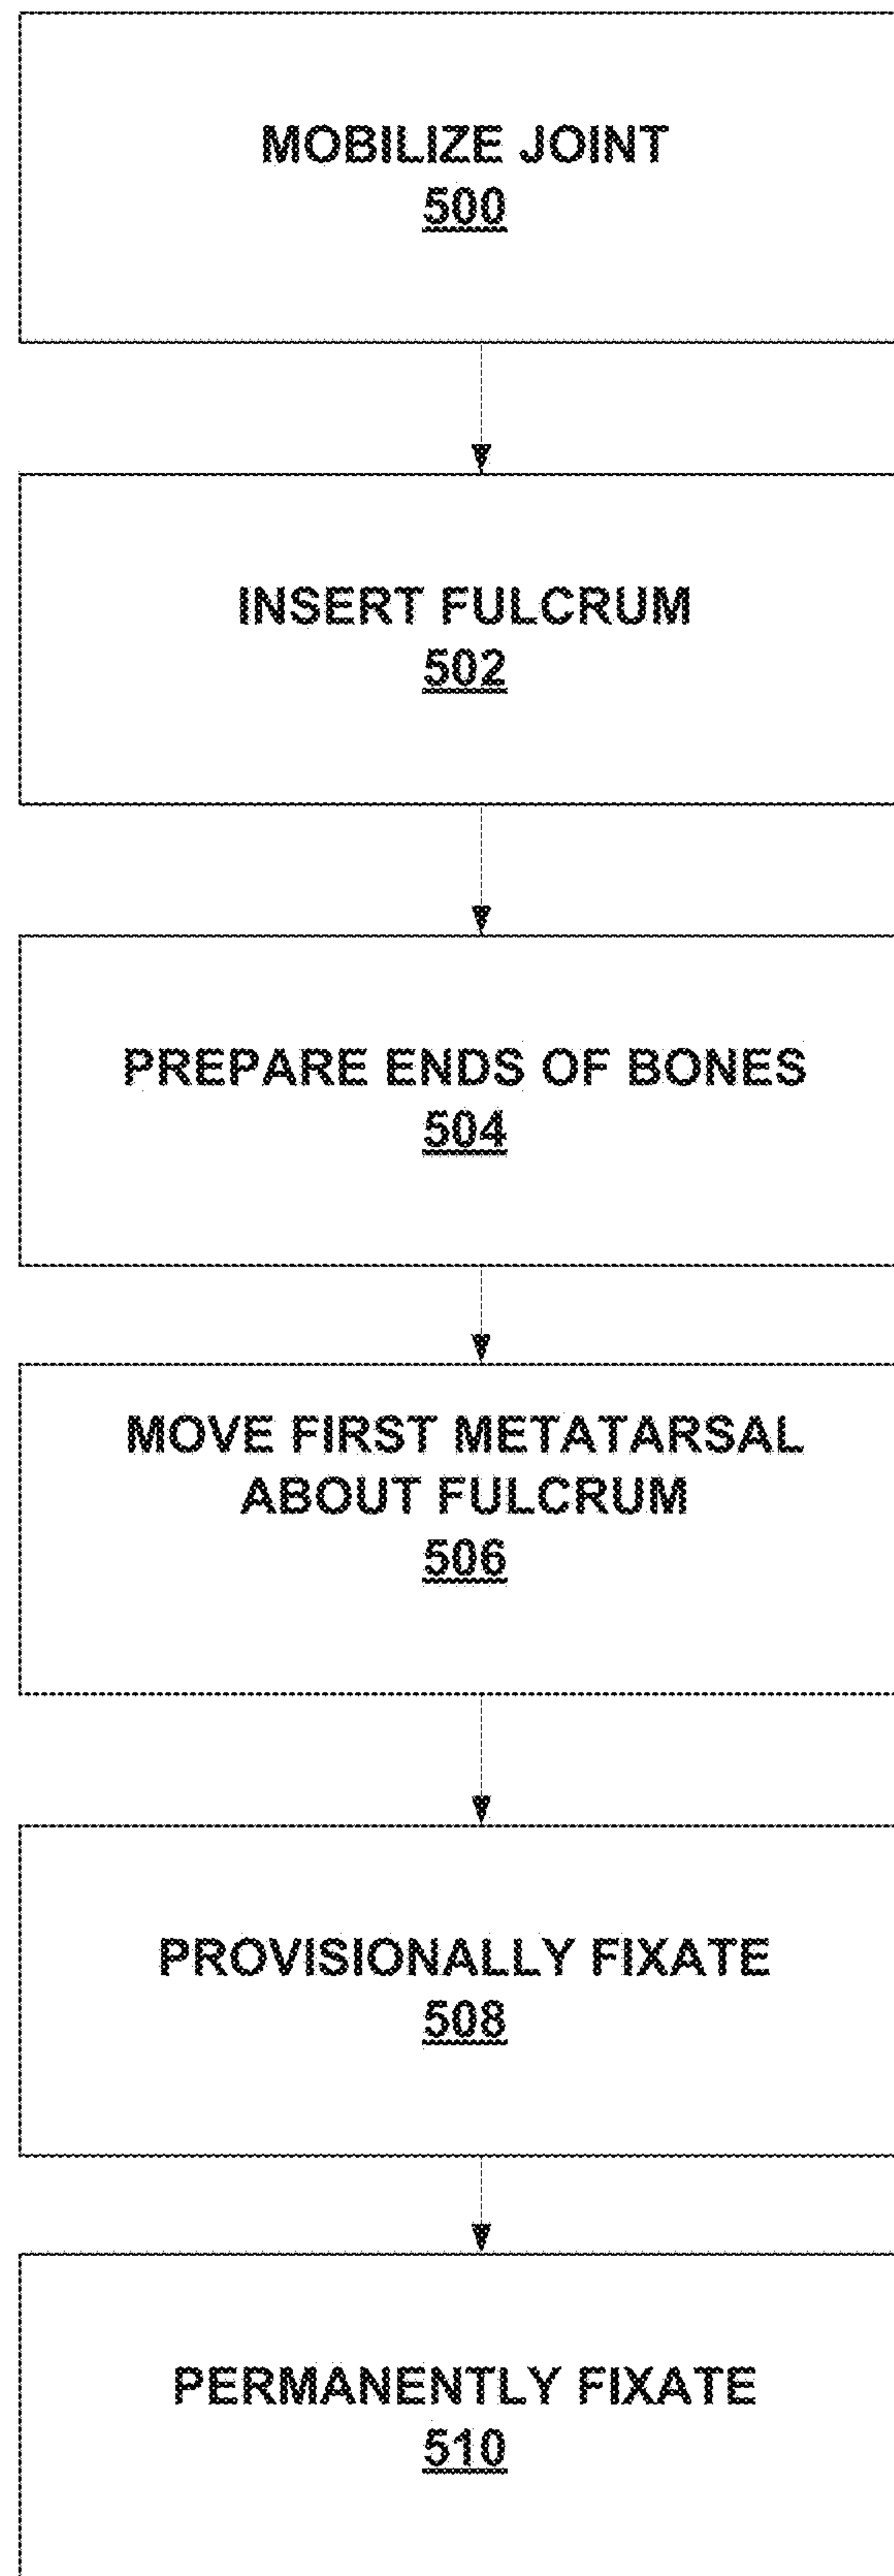 MOBILIZE JOINT
500
INSERT FULCRUM
502
PREPARE ENDS OF BONES
504
MOVE FIRST METATARSAL
ABOUT FULCRUM
506
PROVISIONALLY FIXATE
508
PERMANENTLY FIXATE
510